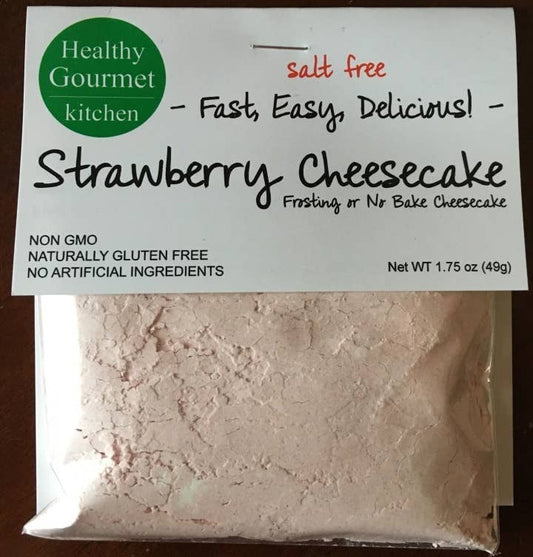 Healthy
Gourmet
kitchen
salt free
- Fast, Easy, Delicious! -
Strawberry Cheesecake
Frosting or No Bake Cheesecake
NON GMO
NATURALLY GLUTEN FREE
NO ARTIFICIAL INGREDIENTS
Net WT 1.75 oz (49g)